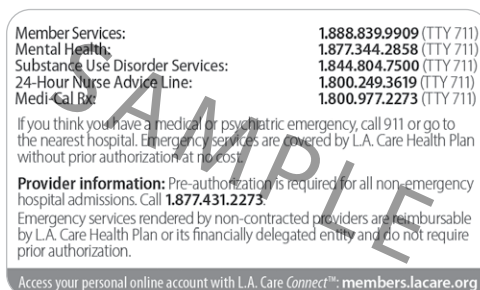 Member Services: 1.888.839.9909 (TTY 711)
Mental Health: 1.877.344.2858 (TTY 711)
Substance Use Disorder Services: 1.844.804.7500 (TTY 711)
24-Hour Nurse Advice Line: 1.800.249.3619 (TTY 711)
Medi-Cal Rx: 1.800.977.2273 (TTY 711)
If you think you have a medical or psychiatric emergency, call 911 or go to
the nearest hospital. Emergency services are covered by L.A. Care Health Plan
without prior authorization at no cost.
Provider information: Pre-authorization is required for all non-emergency
hospital admissions. Call 1.877.431.2273.
Emergency services rendered by non-contracted providers are reimbursable
by L.A. Care Health Plan or its financially delegated entity and do not require
prior authorization.
Access your personal online account with L.A. Care Connect™: members.lacare.org
SAMPLE